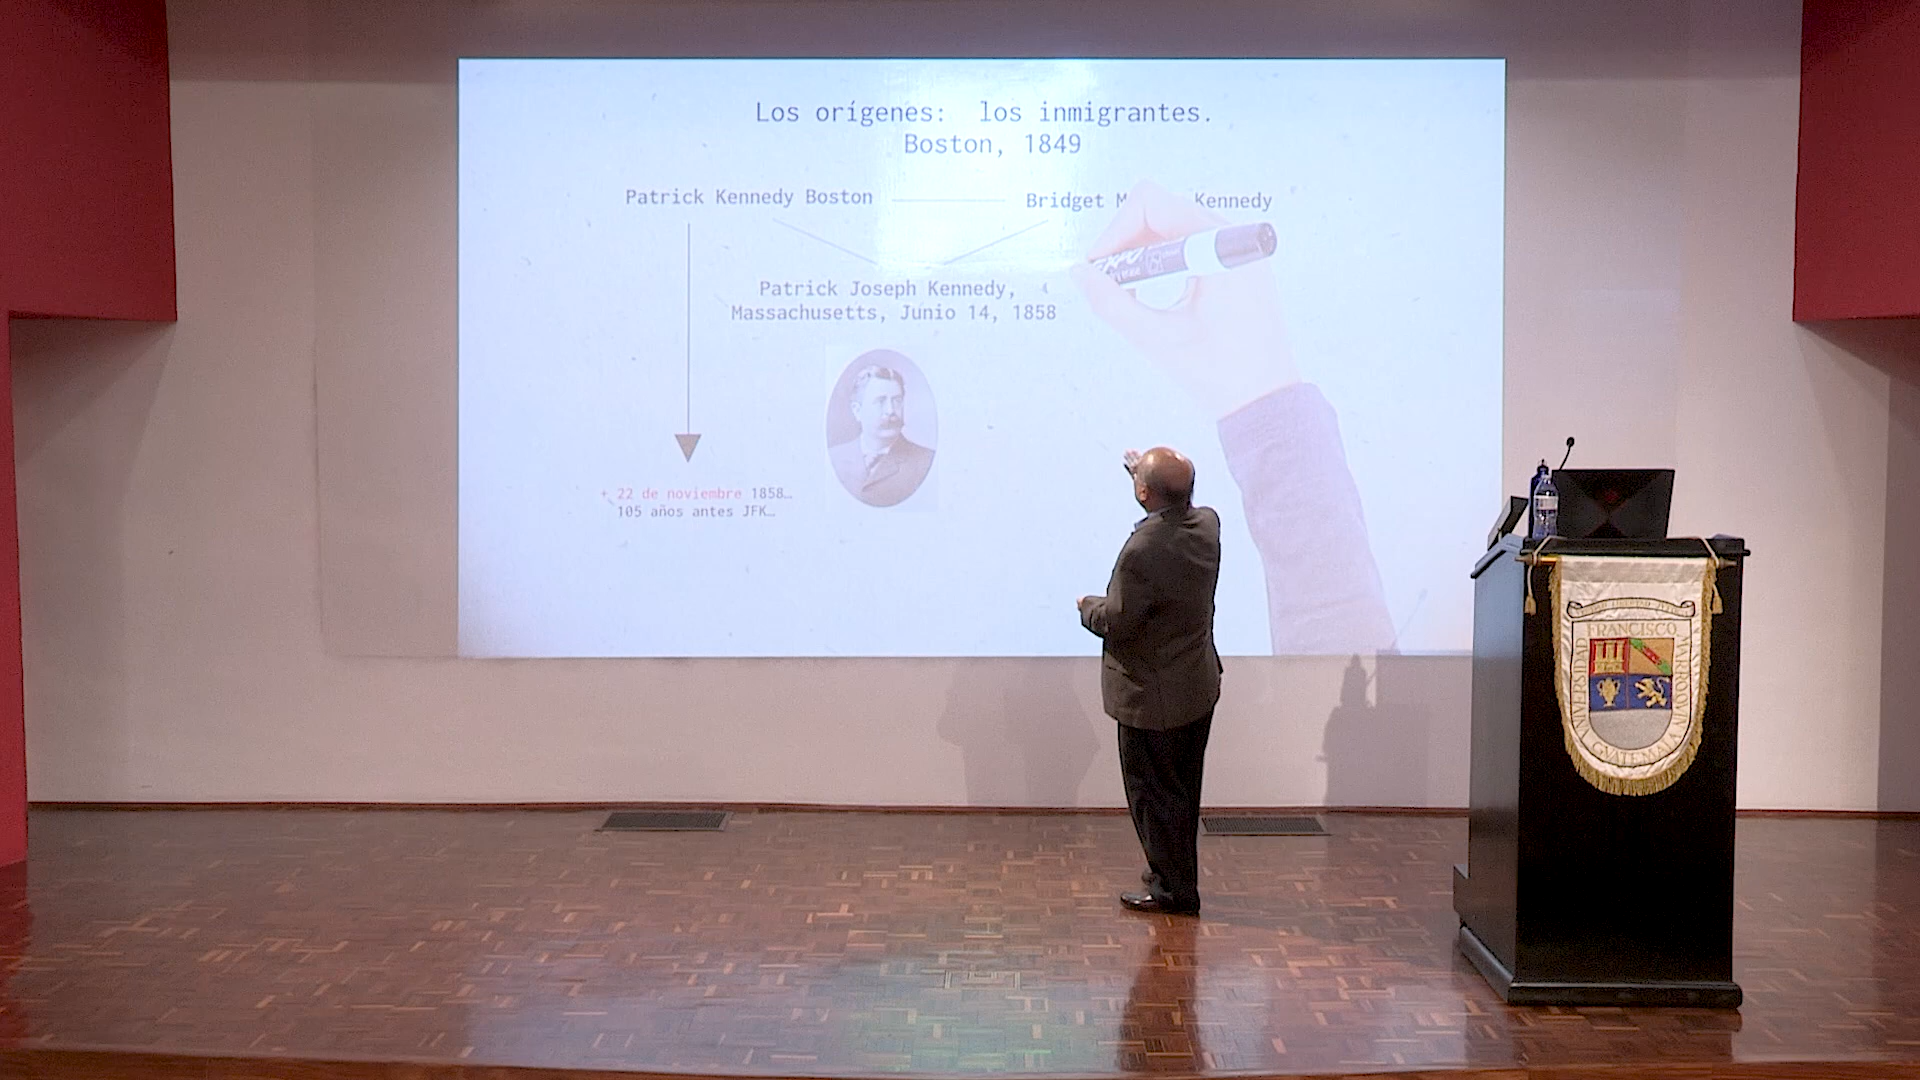 Los orígenes: los inmigrantes.
Boston, 1849
Patrick Kennedy Boston
Bridget M Kennedy
Patrick Joseph Kennedy,
Massachusetts, Junio 14, 1858
+ 22 de noviembre 1858…
105 años antes JFK…
UNIVERSIDAD FRANCISCO MARROQUIN
GVATEMALA